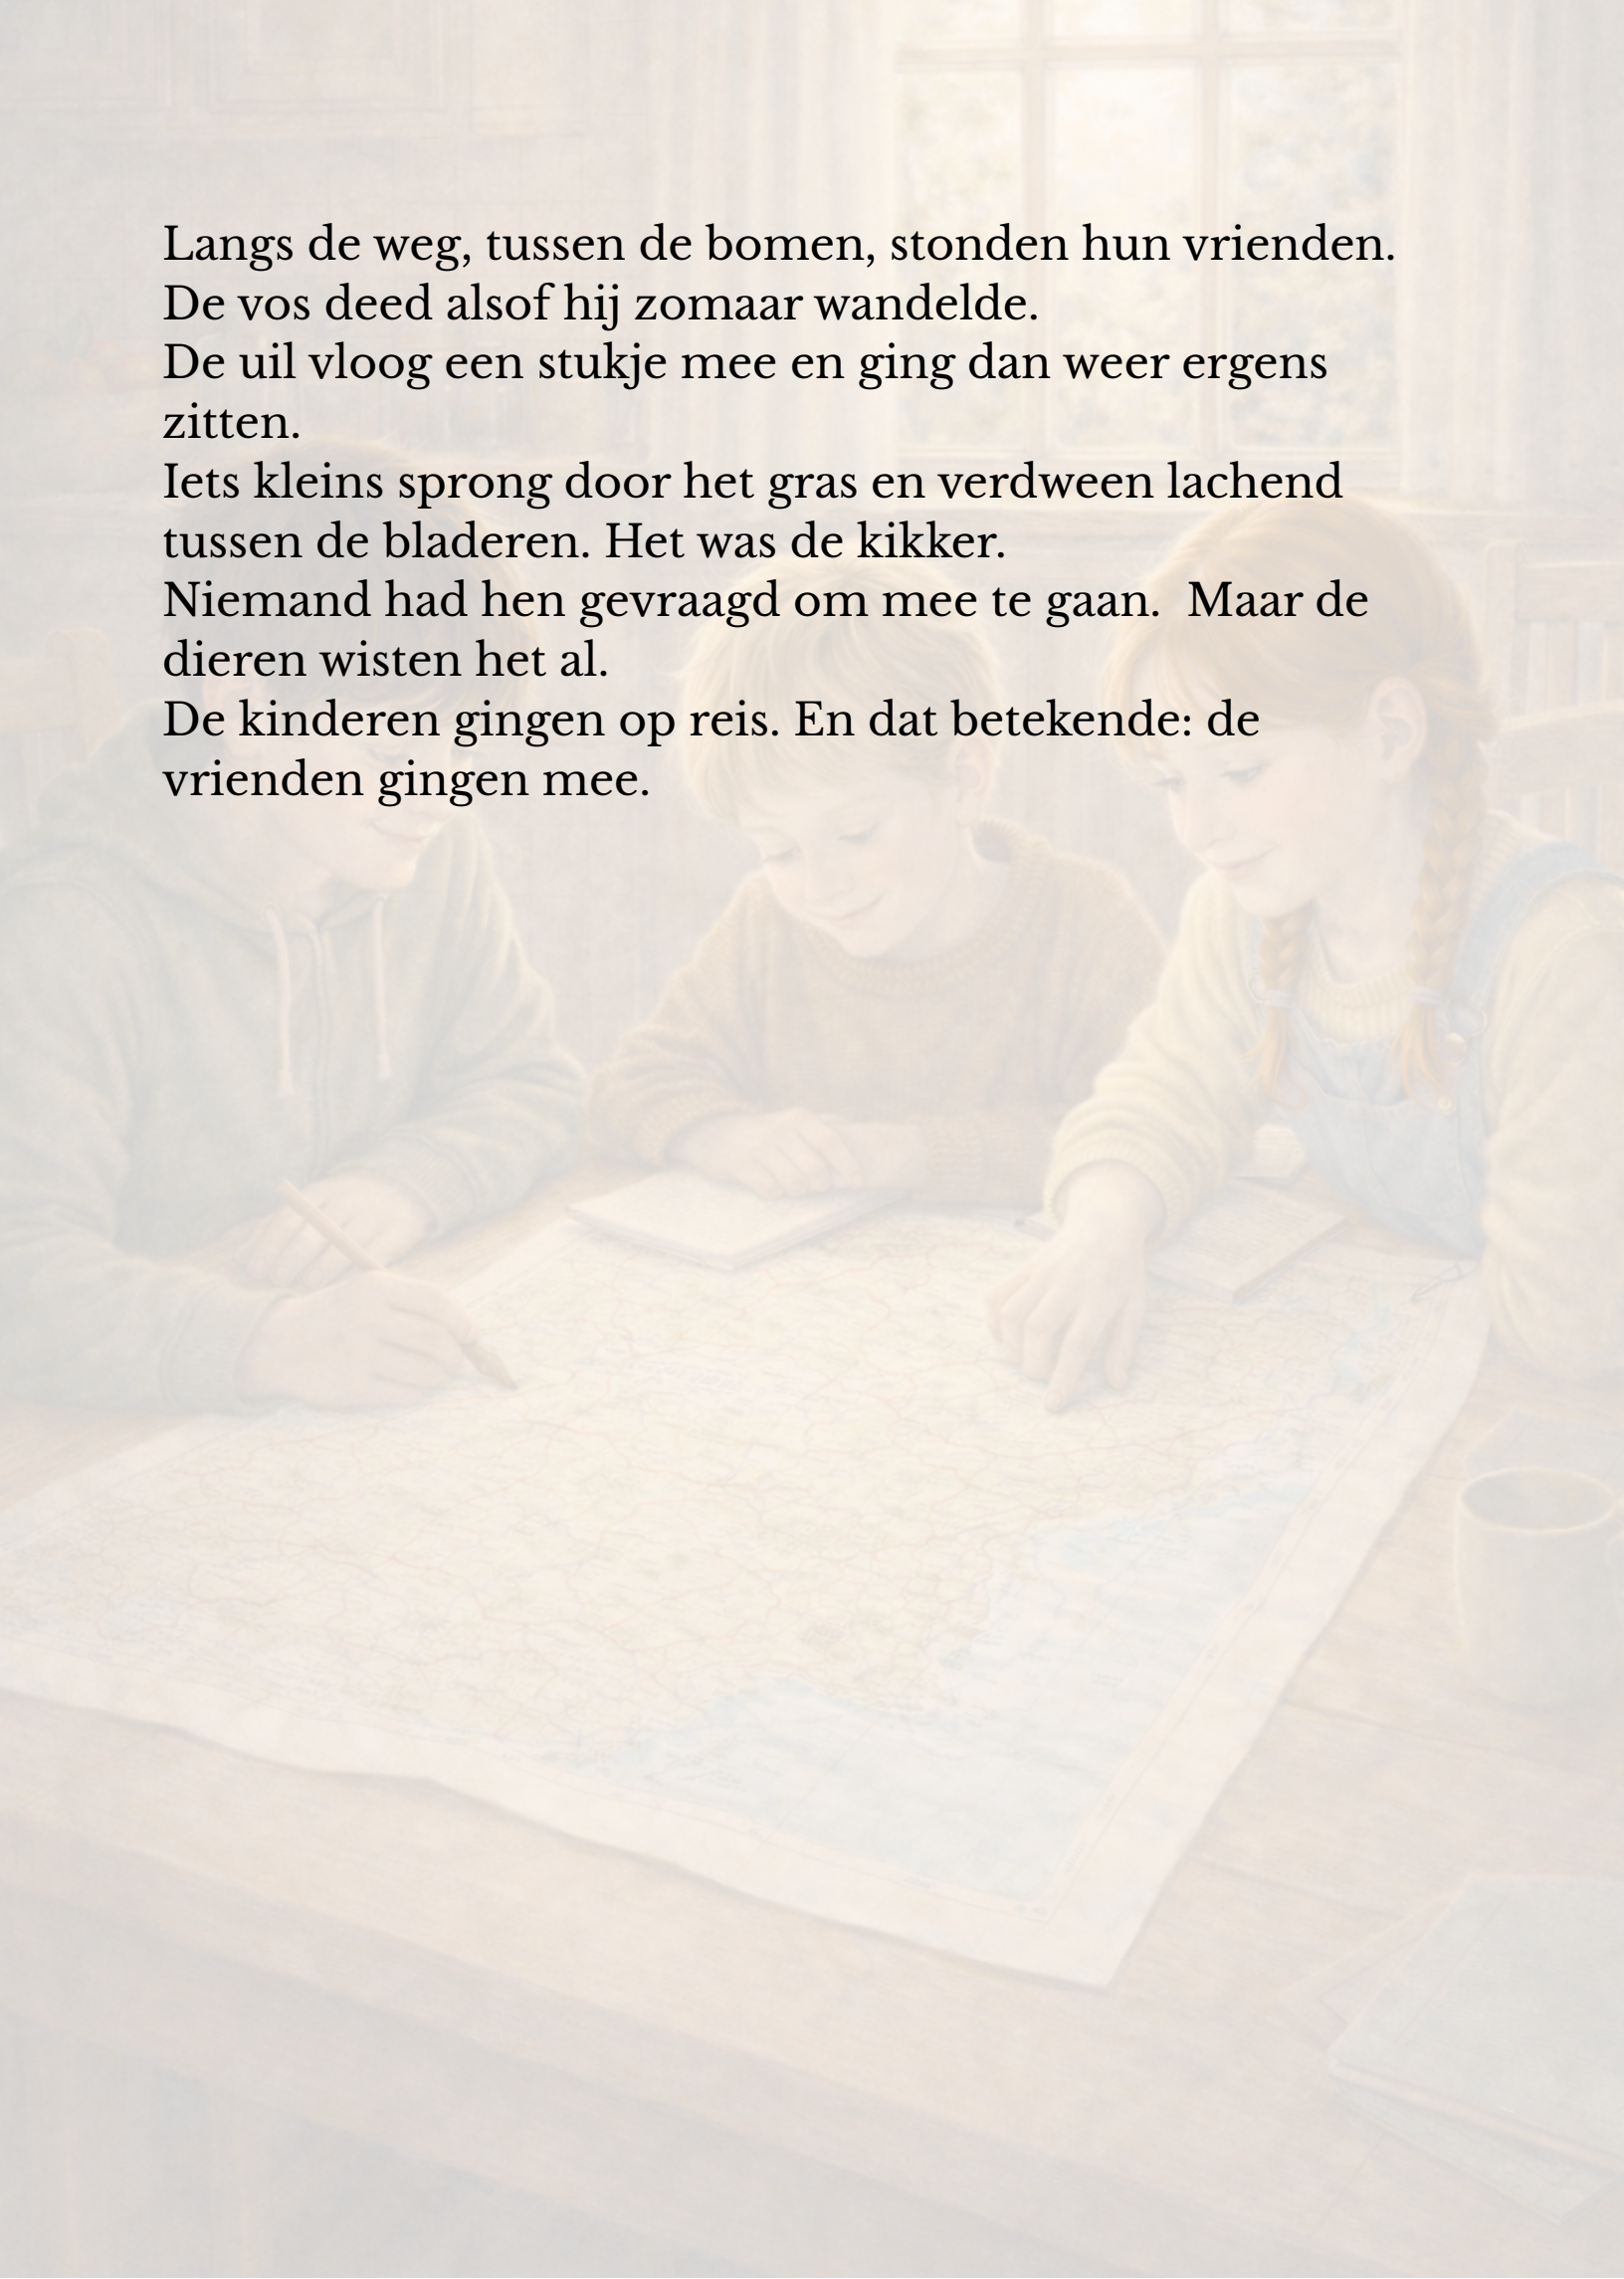 Langs de weg, tussen de bomen, stonden hun vrienden.
De vos deed alsof hij zomaar wandelde.
De uil vloog een stukje mee en ging dan weer ergens
zitten.
Iets kleins sprong door het gras en verdween lachend
tussen de bladeren. Het was de kikker.
Niemand had hen gevraagd om mee te gaan.  Maar de
dieren wisten het al.
De kinderen gingen op reis. En dat betekende: de
vrienden gingen mee.